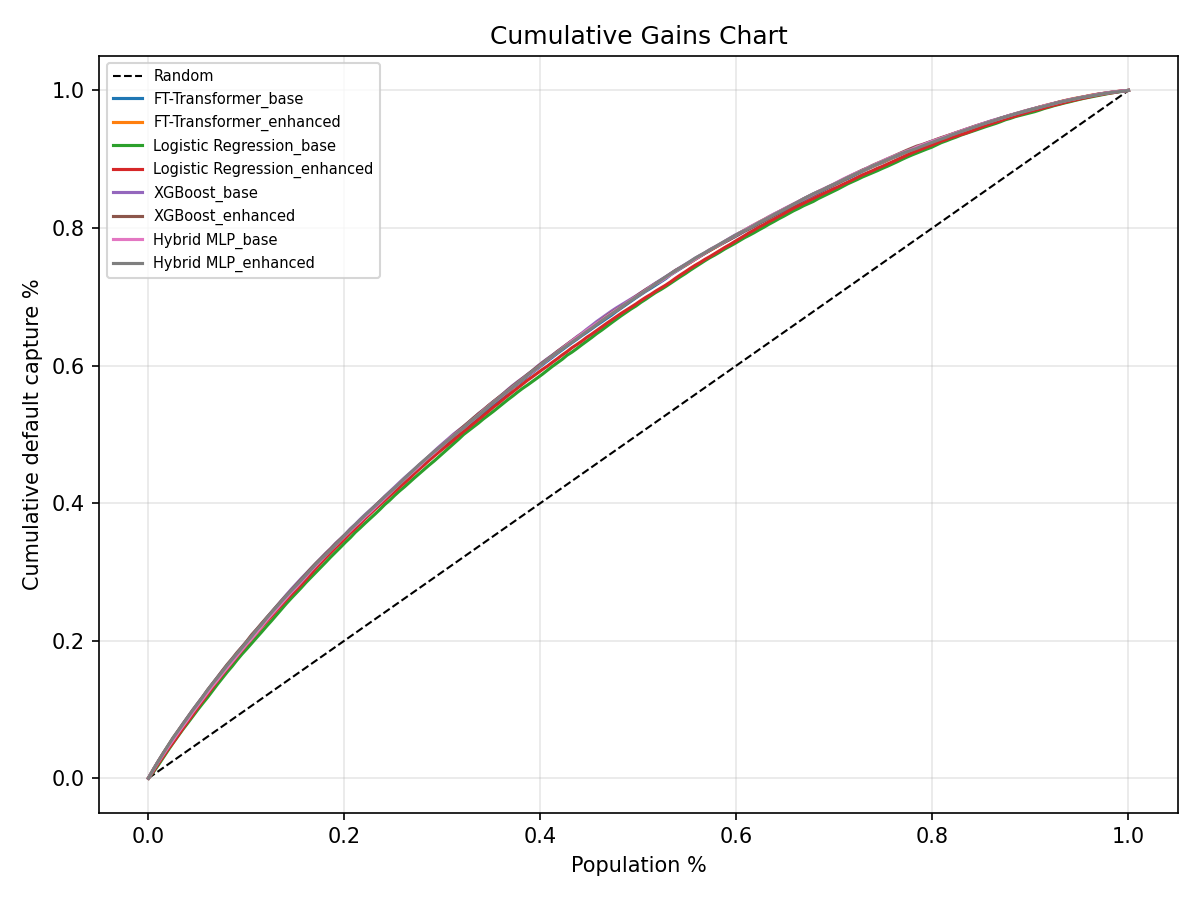 Cumulative Gains Chart
Random
FT-Transformer_base
FT-Transformer_enhanced
Logistic Regression_base
Logistic Regression_enhanced
XGBoost_base
XGBoost_enhanced
Hybrid MLP_base
Hybrid MLP_enhanced
Cumulative default capture %
1.0
0.8
0.6
0.4
0.2
0.0
0.0 0.2 0.4 0.6 0.8 1.0
Population %